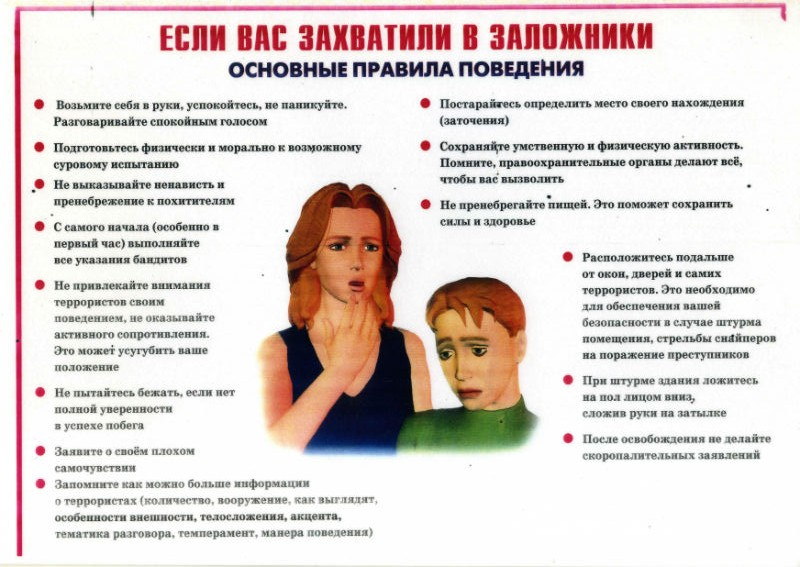 ЕСЛИ ВАС ЗАХВАТИЛИ В ЗАЛОЖНИКИ
ОСНОВНЫЕ ПРАВИЛА ПОВЕДЕНИЯ
Возьмите себя в руки, успокойтесь, не паникуйте.
Разговаривайте спокойным голосом
Подготовьтесь физически и морально к возможному
суровому испытанию
Не выказывайте ненависть и
пренебрежение к похитителям
С самого начала (особенно в
первый час) выполняйте
все указания бандитов
Не привлекайте внимания
террористов своим
поведением, не оказывайте
активного сопротивления.
Это может усугубить ваше
положение
Не пытайтесь бежать, если нет
полной уверенности
в успехе побега
Заявите о своём плохом
самочувствии
Запомните как можно больше информации
о террористах (количество, вооружение, как выглядят,
особенности внешности, телосложения, акцента,
тематика разговора, темперамент, манера поведения)
Постарайтесь определить место своего нахождения
(заточения)
Сохраняйте умственную и физическую активность.
Помните, правоохранительные органы делают всё,
чтобы вас вызволить
Не пренебрегайте пищей. Это поможет сохранить
силы и здоровье
Расположитесь подальше
от окон, дверей и самих
террористов. Это необходимо
для обеспечения вашей
безопасности в случае штурма
помещения, стрельбы снайперов
на поражение преступников
При штурме здания ложитесь
на пол лицом вниз,
сложив руки на затылке
После освобождения не делайте
скоропалительных заявлений